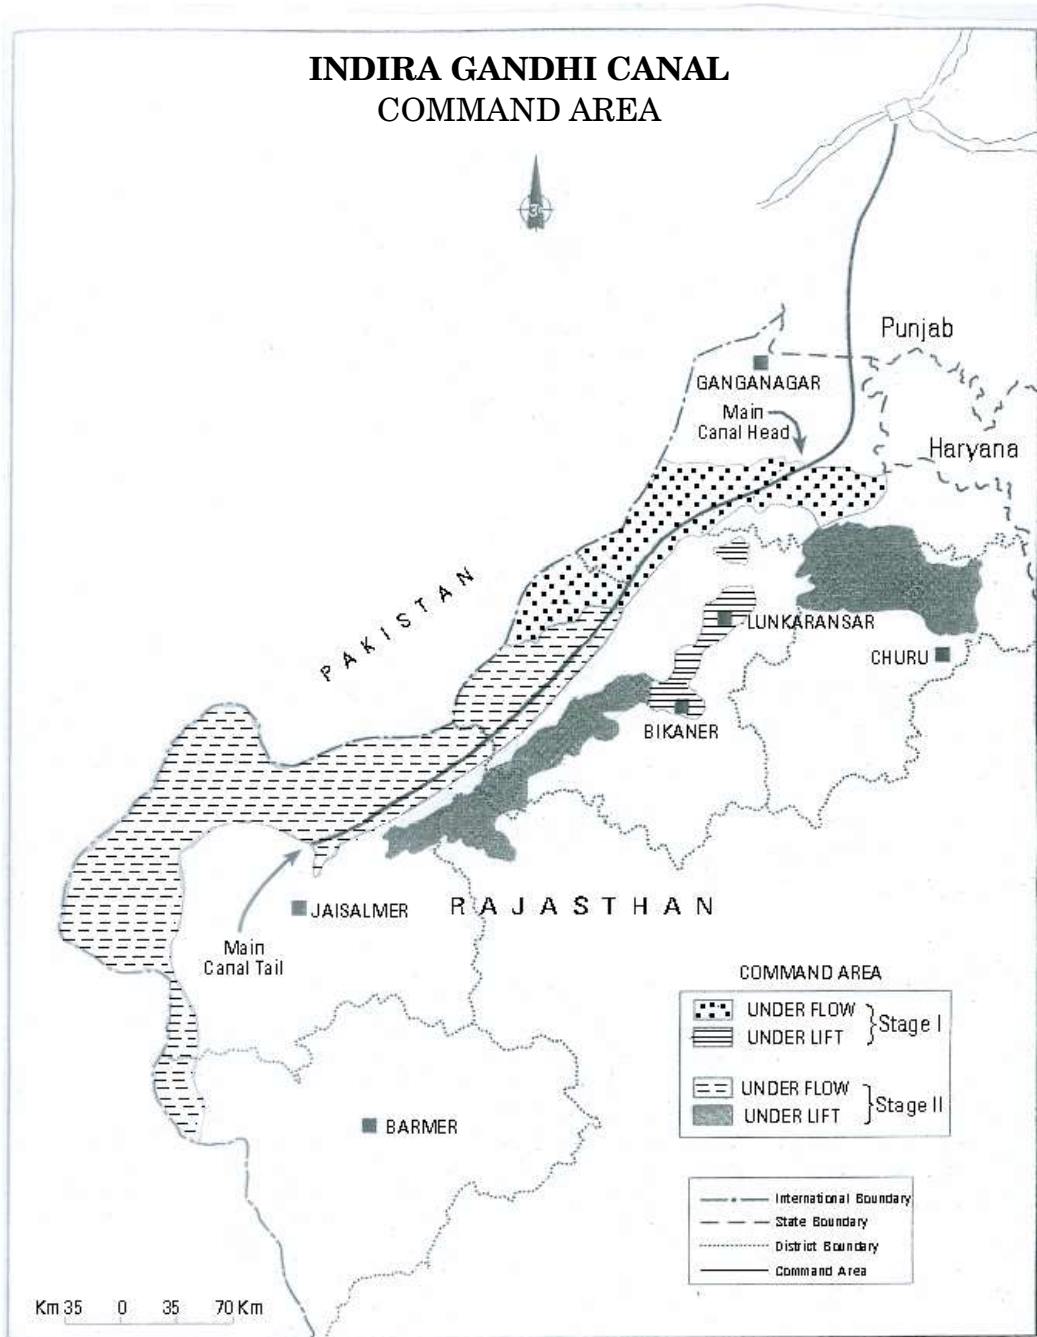 INDIRA GANDHI CANAL
COMMAND AREA
Punjab
GANGANAGAR
Main
Canal Head
Haryana
PAKISTAN
LUNKARANSAR
CHURU
BIKANER
RAJASTHAN
JAISALMER
Main
Canal Tail
COMMAND AREA
UNDER FLOW
UNDER LIFT
Stage I
UNDER FLOW
UNDER LIFT
Stage II
BARMER
International Boundary
State Boundary
District Boundary
Command Area
Km 35 0 35 70 Km